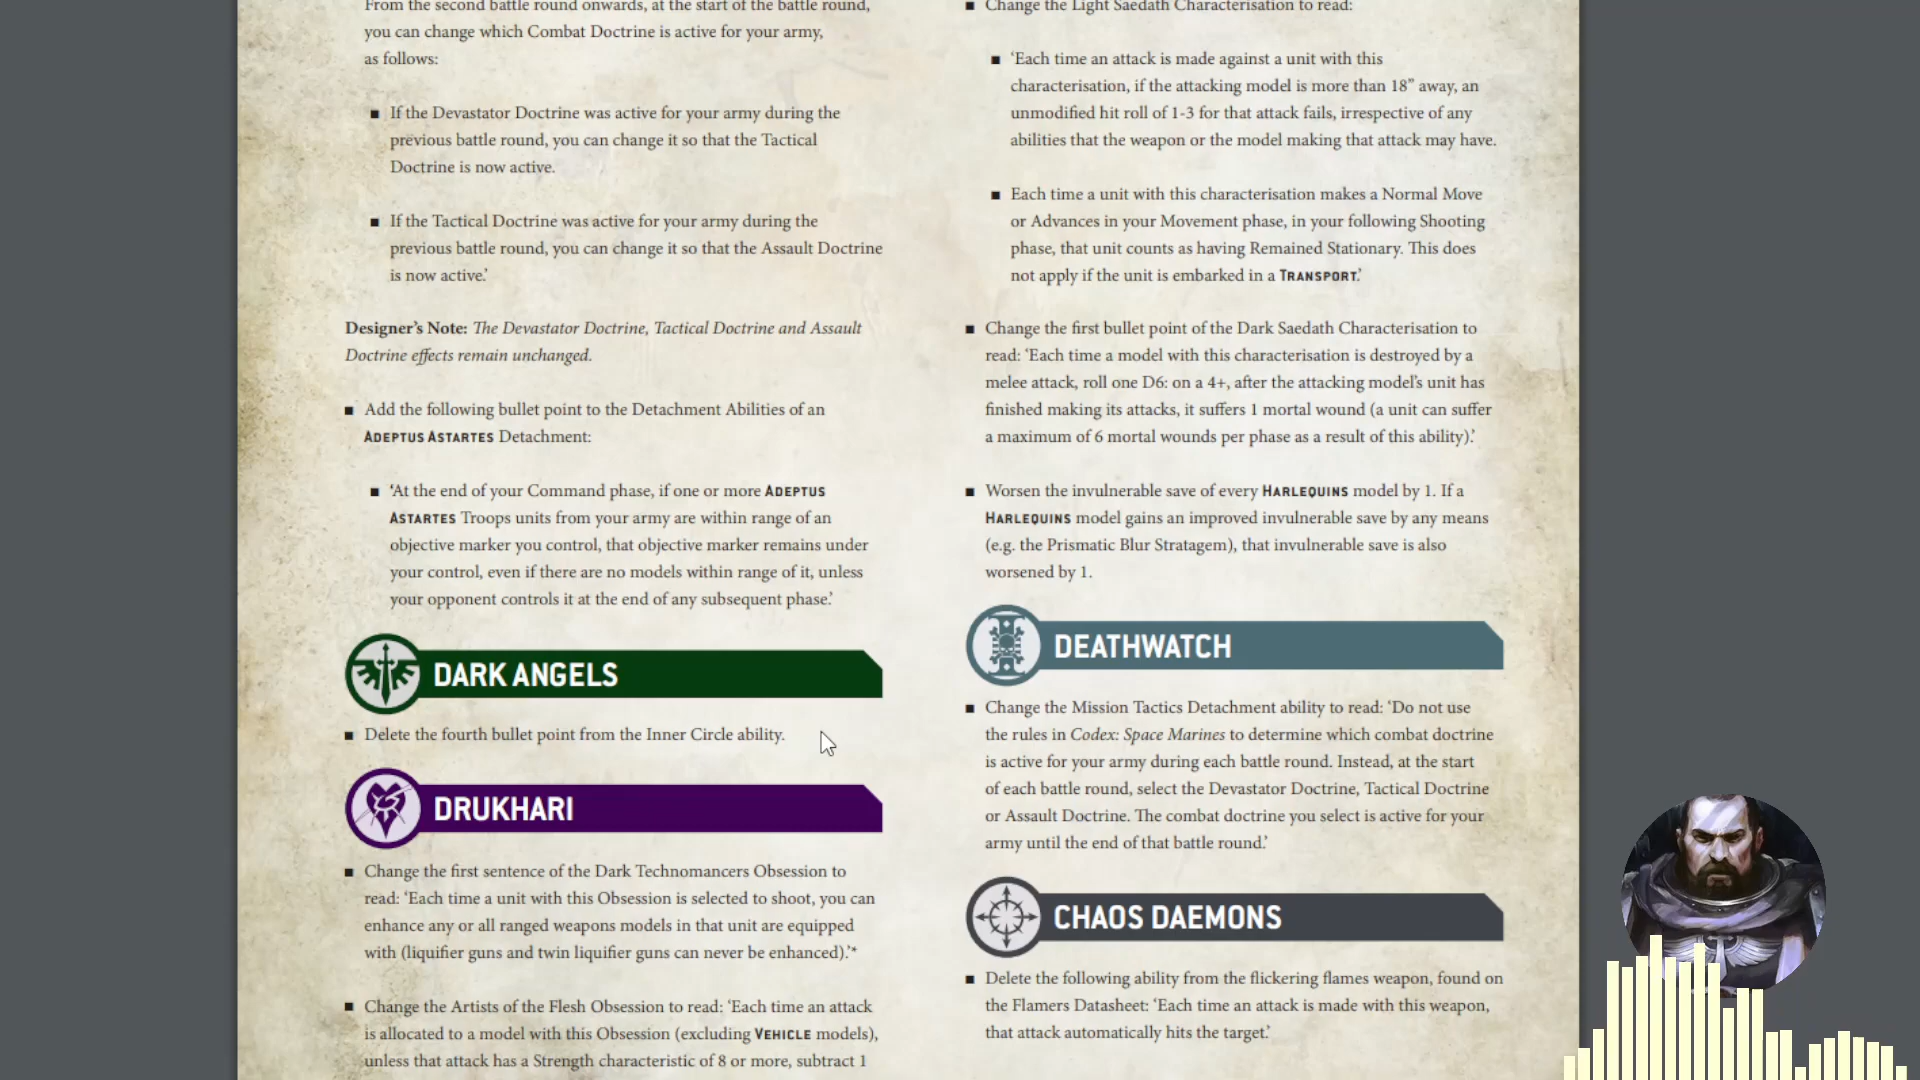 From the second battle round onwards, at the start of the battle round,
you can change which Combat Doctrine is active for your army,
as follows:
■ If the Devastator Doctrine was active for your army during the
previous battle round, you can change it so that the Tactical
Doctrine is now active.
■ If the Tactical Doctrine was active for your army during the
previous battle round, you can change it so that the Assault Doctrine
is now active.’
Designer’s Note: The Devastator Doctrine, Tactical Doctrine and Assault
Doctrine effects remain unchanged.
■ Add the following bullet point to the Detachment Abilities of an
ADEPTUS ASTARTES Detachment:
■ ‘At the end of your Command phase, if one or more ADEPTUS
ASTARTES Troops units from your army are within range of an
objective marker you control, that objective marker remains under
your control, even if there are no models within range of it, unless
your opponent controls it at the end of any subsequent phase.’
DARK ANGELS
■ Delete the fourth bullet point from the Inner Circle ability.
DRUKHARI
■ Change the first sentence of the Dark Technomancers Obsession to
read: ‘Each time a unit with this Obsession is selected to shoot, you can
enhance any or all ranged weapons models in that unit are equipped
with (liquifier guns and twin liquifier guns can never be enhanced).’*
■ Change the Artists of the Flesh Obsession to read: ‘Each time an attack
is allocated to a model with this Obsession (excluding VEHICLE models),
unless that attack has a Strength characteristic of 8 or more, subtract 1
■ Change the Light Saedath Characterisation to read:
■ ‘Each time an attack is made against a unit with this
characterisation, if the attacking model is more than 18” away, an
unmodified hit roll of 1-3 for that attack fails, irrespective of any
abilities that the weapon or the model making that attack may have.
■ Each time a unit with this characterisation makes a Normal Move
or Advances in your Movement phase, in your following Shooting
phase, that unit counts as having Remained Stationary. This does
not apply if the unit is embarked in a TRANSPORT.’
■ Change the first bullet point of the Dark Saedath Characterisation to
read: ‘Each time a model with this characterisation is destroyed by a
melee attack, roll one D6: on a 4+, after the attacking model’s unit has
finished making its attacks, it suffers 1 mortal wound (a unit can suffer
a maximum of 6 mortal wounds per phase as a result of this ability).’
■ Worsen the invulnerable save of every HARLEQUINS model by 1. If a
HARLEQUINS model gains an improved invulnerable save by any means
(e.g. the Prismatic Blur Stratagem), that invulnerable save is also
worsened by 1.
DEATHWATCH
■ Change the Mission Tactics Detachment ability to read: ‘Do not use
the rules in Codex: Space Marines to determine which combat doctrine
is active for your army during each battle round. Instead, at the start
of each battle round, select the Devastator Doctrine, Tactical Doctrine
or Assault Doctrine. The combat doctrine you select is active for your
army until the end of that battle round.’
CHAOS DAEMONS
■ Delete the following ability from the flickering flames weapon, found on
the Flamers Datasheet: ‘Each time an attack is made with this weapon,
that attack automatically hits the target.’